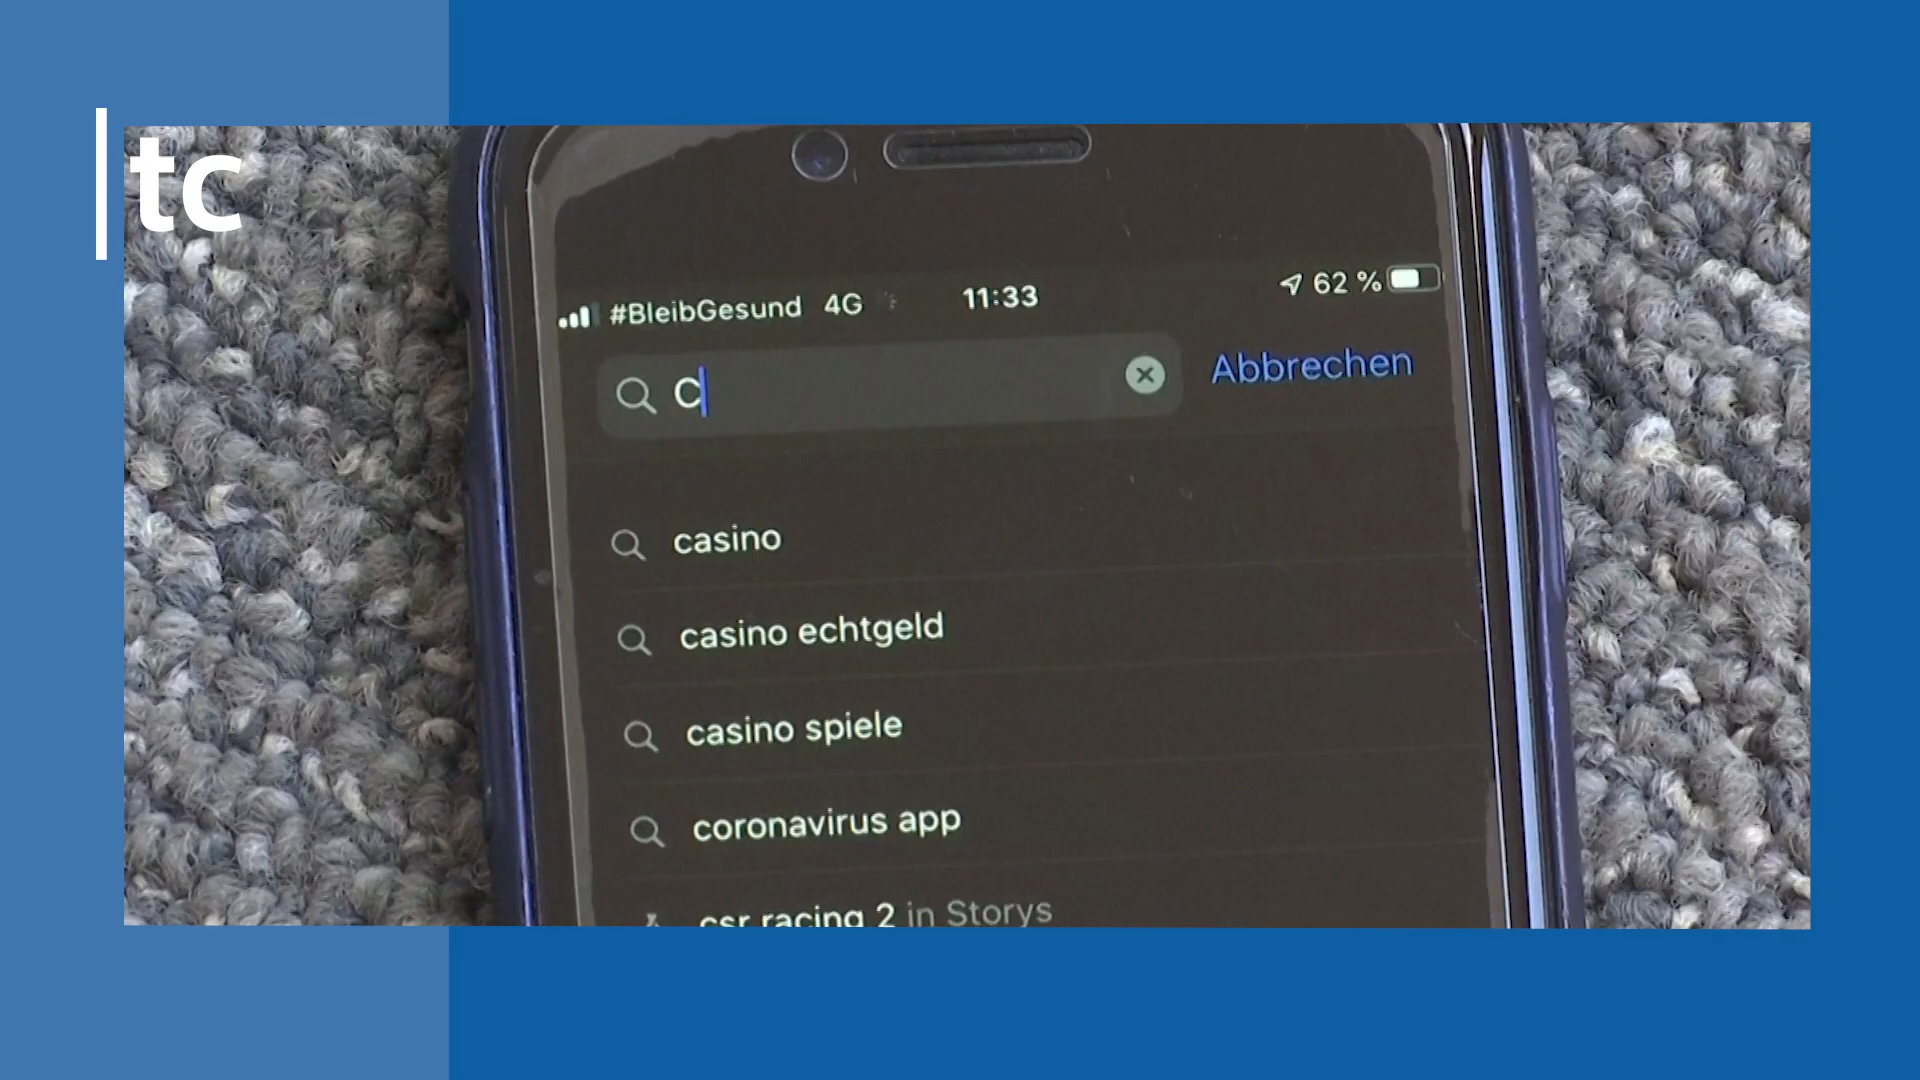 tc
#BleibGesund 4G 11:33 62 %
C Abbrechen
casino
casino echtgeld
casino spiele
coronavirus app
csr racing 2 in Storys